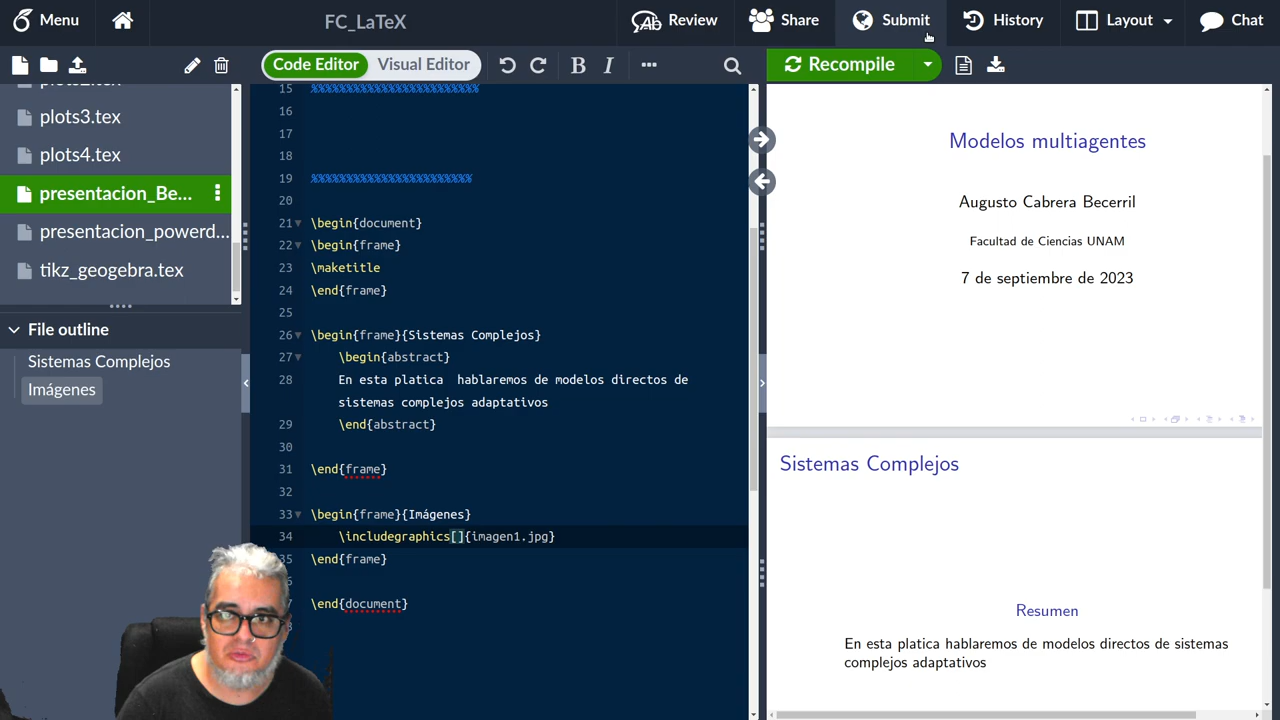 Menu
FC_LaTeX
Review
Share
Submit
History
Layout
Chat
Code Editor
Visual Editor
B
I
Recompile
plots3.tex
plots4.tex
presentacion_Be...
presentacion_powerd...
tikz_geogebra.tex
File outline
Sistemas Complejos
Imágenes
15
16
17
18
19 %%%%%%%%%%%%%%%%%%%%%%%
20
21 \begin{document}
22 \begin{frame}
23 \maketitle
24 \end{frame}
25
26 \begin{frame}{Sistemas Complejos}
27 \begin{abstract}
28 En esta platica hablaremos de modelos directos de
sistemas complejos adaptativos
29 \end{abstract}
30
31 \end{frame}
32
33 \begin{frame}{Imágenes}
34 \includegraphics[]{imagen1.jpg}
35 \end{frame}
\end{document}
Modelos multiagentes
Augusto Cabrera Becerril
Facultad de Ciencias UNAM
7 de septiembre de 2023
Sistemas Complejos
Resumen
En esta platica hablaremos de modelos directos de sistemas
complejos adaptativos